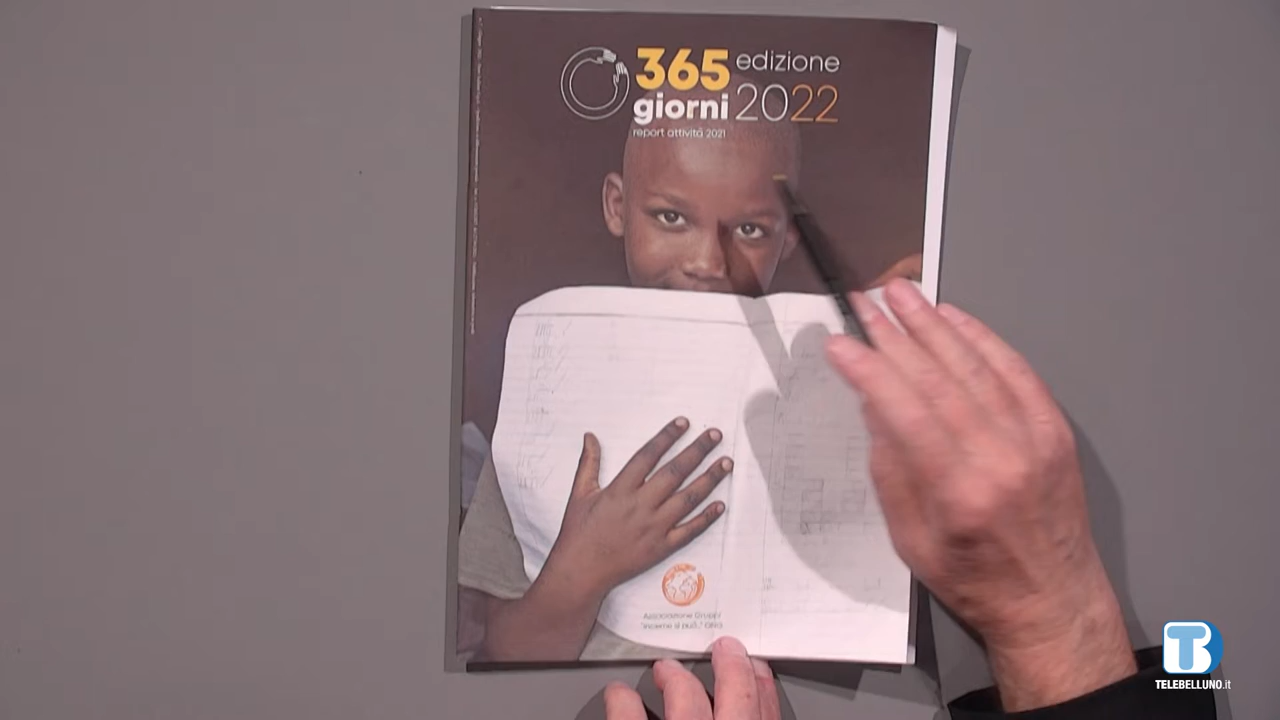 365 edizione
giorni 2022
report attività 2021
Associazione Gruppi
"Insieme si può..." ONG
TELEBELLUNO.it